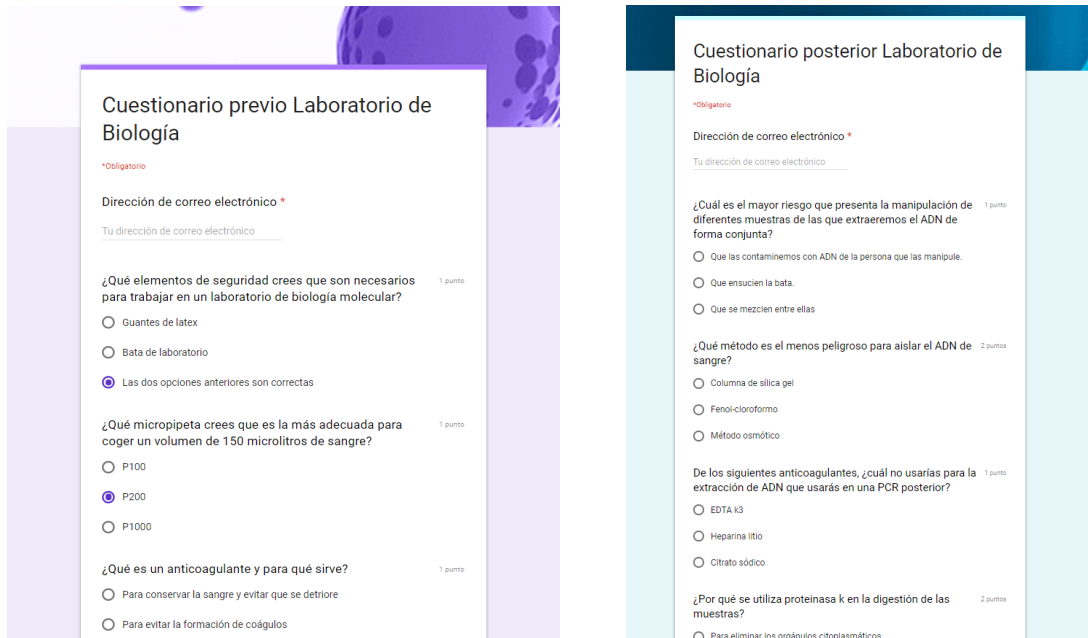 Cuestionario previo Laboratorio de
Biología
*Obligatorio
Dirección de correo electrónico *
Tu dirección de correo electrónico
¿Qué elementos de seguridad crees que son necesarios 1 punto
para trabajar en un laboratorio de biología molecular?
Guantes de latex
Bata de laboratorio
Las dos opciones anteriores son correctas
¿Qué micropipeta crees que es la más adecuada para 1 punto
coger un volumen de 150 microlitros de sangre?
P100
P200
P1000
¿Qué es un anticoagulante y para qué sirve? 1 punto
Para conservar la sangre y evitar que se detriore
Para evitar la formación de coágulos
Cuestionario posterior Laboratorio de
Biología
*Obligatorio
Dirección de correo electrónico *
Tu dirección de correo electrónico
¿Cuál es el mayor riesgo que presenta la manipulación de 1 punto
diferentes muestras de las que extraeremos el ADN de
forma conjunta?
Que las contaminemos con ADN de la persona que las manipule.
Que ensucien la bata.
Que se mezclen entre ellas
¿Qué método es el menos peligroso para aislar el ADN de 2 puntos
sangre?
Columna de sílica gel
Fenol-cloroformo
Método osmótico
De los siguientes anticoagulantes, ¿cuál no usarías para la 1 punto
extracción de ADN que usarás en una PCR posterior?
EDTA k3
Heparina litio
Citrato sódico
¿Por qué se utiliza proteinasa k en la digestión de las 2 puntos
muestras?
Para eliminar los orgánulos citoplasmáticos